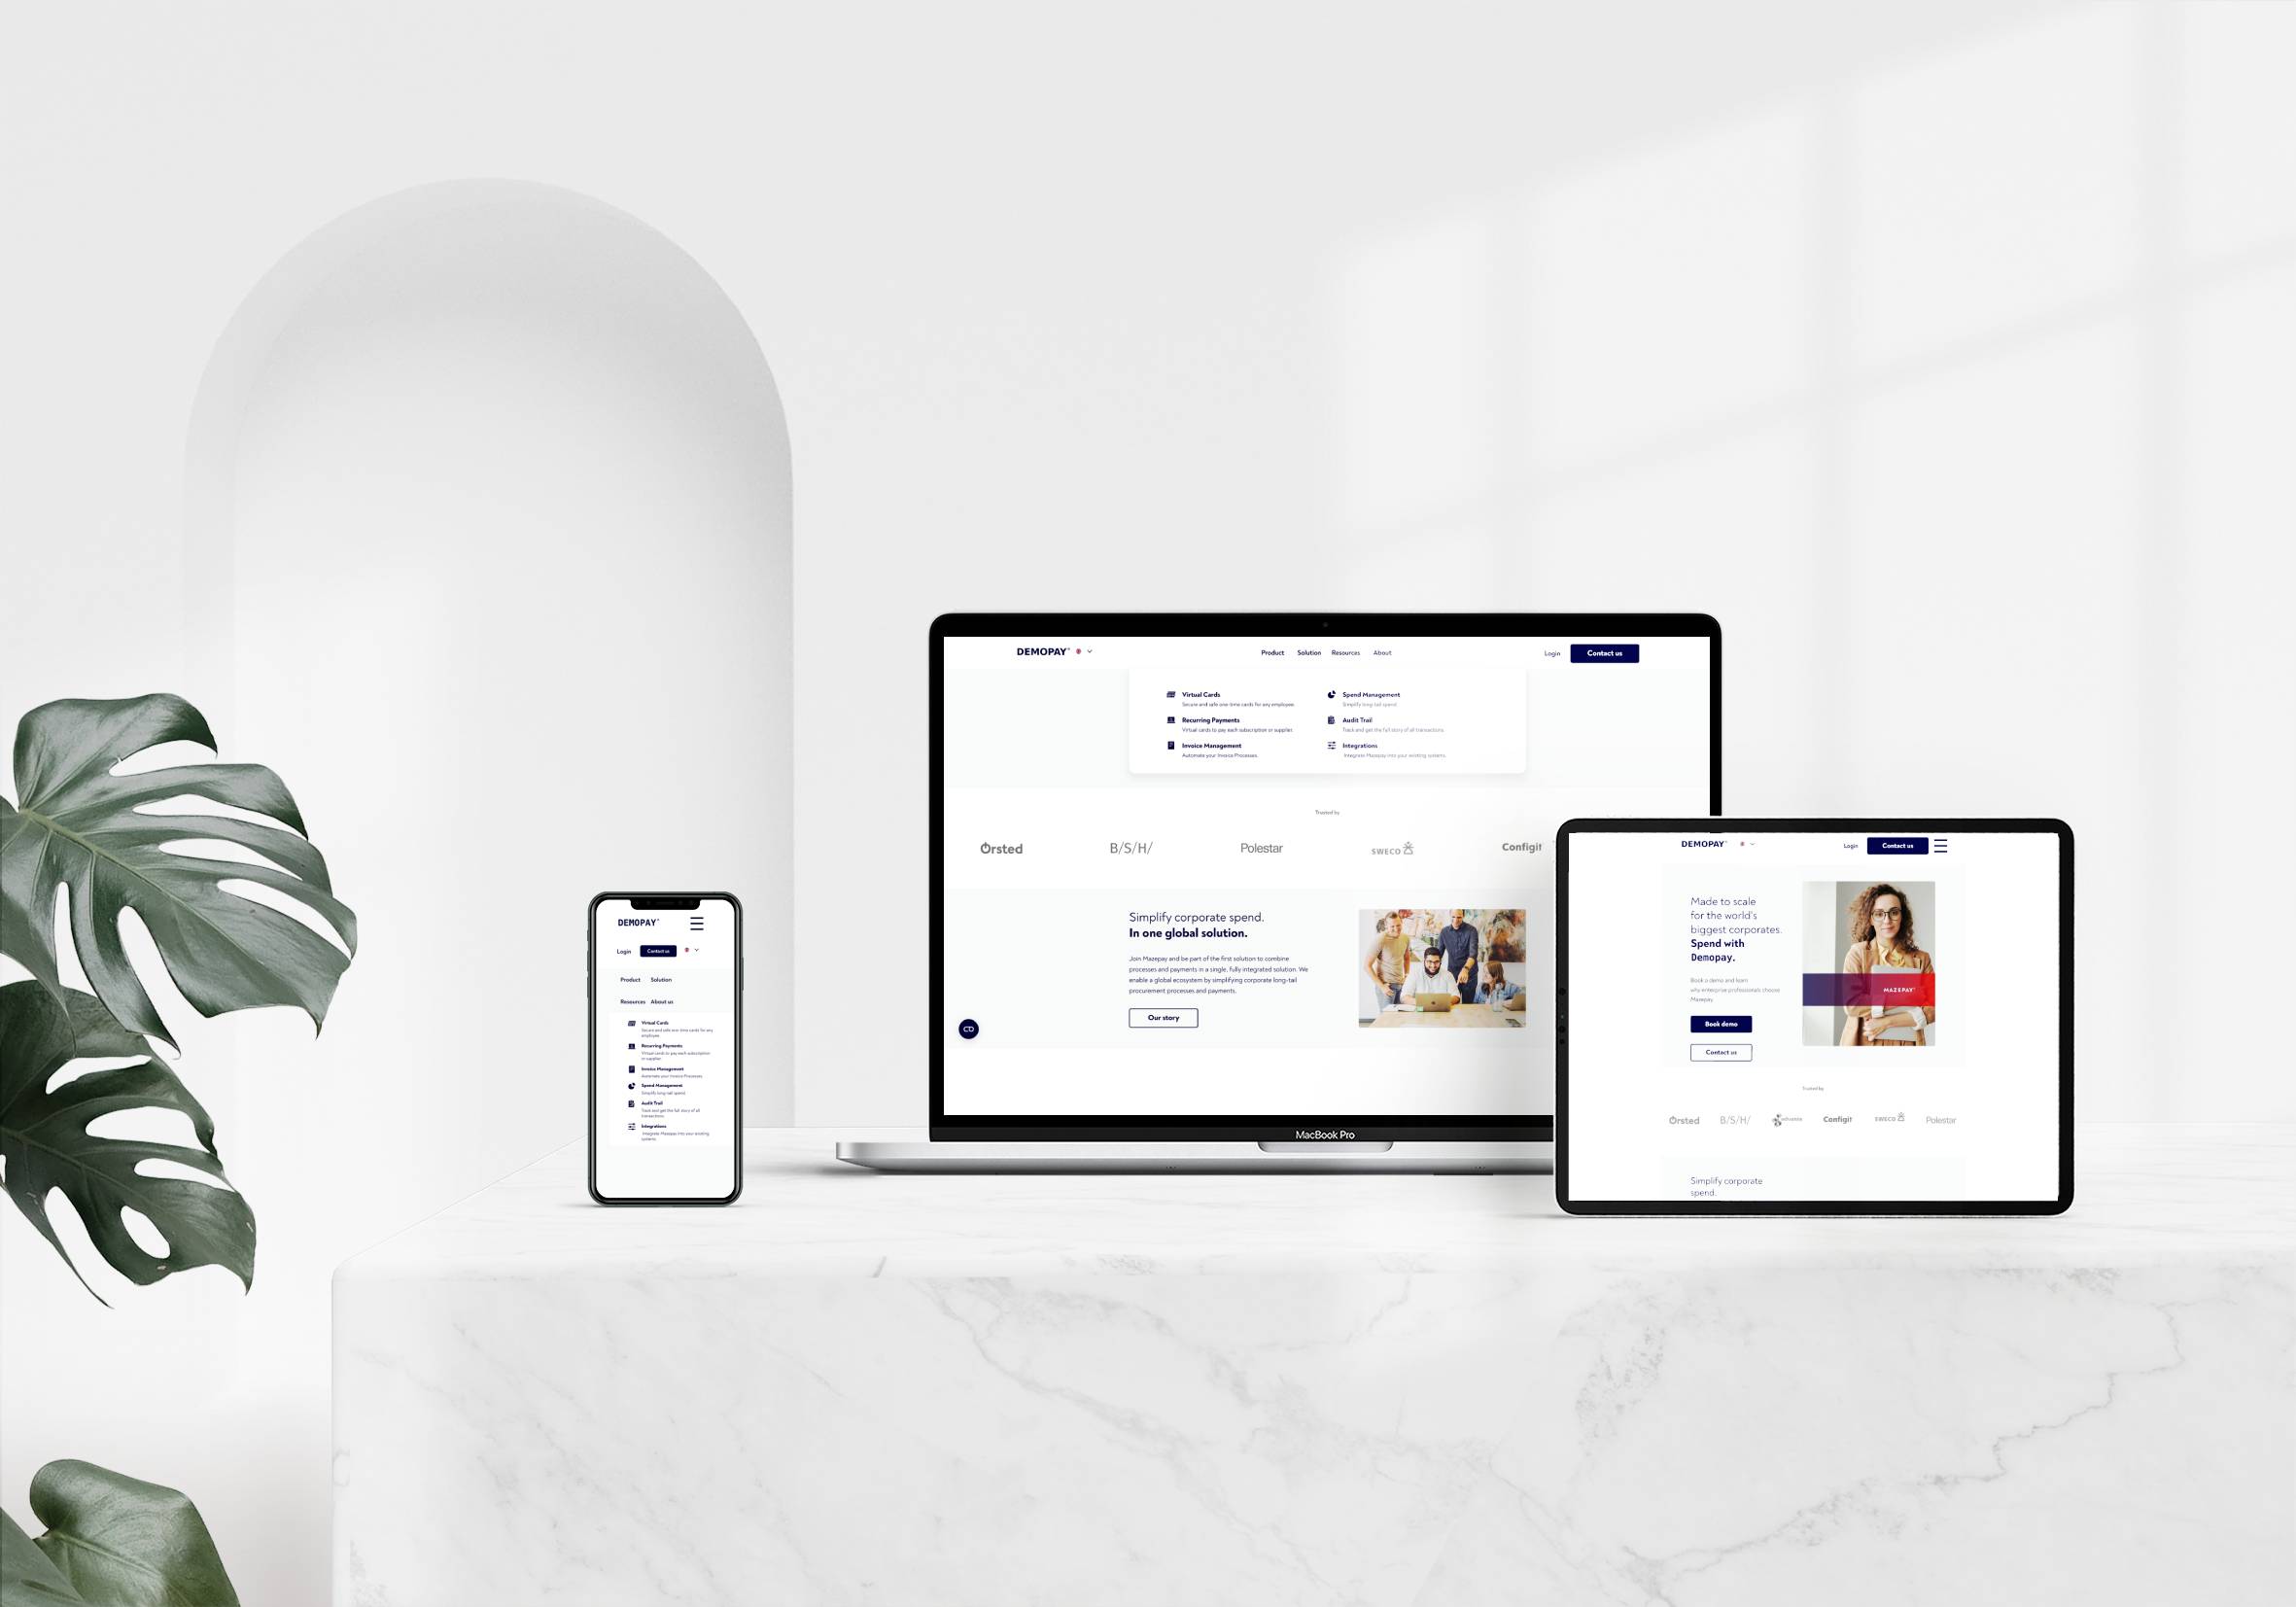 DEMOPAY™
Login
Contact us
Product Solution
Resources About us
Virtual Cards
Secure and safe one-time cards for any
employee.
Recurring Payments
Virtual cards to pay each subscription
or supplier.
Invoice Management
Automate your Invoice Processes.
Spend Management
Simplify long-tail spend
Audit Trail
Track and get the full story of all
transactions.
Integrations
Integrate Mazepay into your existing
systems.
DEMOPAY™
Product Solution Resources About
Login
Contact us
Virtual Cards
Secure and safe one-time cards for any employee.
Recurring Payments
Virtual cards to pay each subscription or supplier.
Invoice Management
Automate your Invoice Processes.
Spend Management
Simplify long-tail spend
Audit Trail
Track and get the full story of all transactions.
Integrations
Integrate Mazepay into your existing systems.
Trusted by
Ørsted B/S/H/ Polestar SWECO Configit
Simplify corporate spend.
In one global solution.
Join Mazepay and be part of the first solution to combine
processes and payments in a single, fully integrated solution. We
enable a global ecosystem by simplifying corporate long-tail
procurement processes and payments.
Our story
MacBook Pro
DEMOPAY™
Login
Contact us
Made to scale
for the world's
biggest corporates.
Spend with
Demopay.
Book a demo and learn
why enterprise professionals choose
Mazepay
Book demo
Contact us
MAZEPAY™
Trusted by
Ørsted B/S/H/ Configit SWECO Polestar
Simplify corporate
spend.